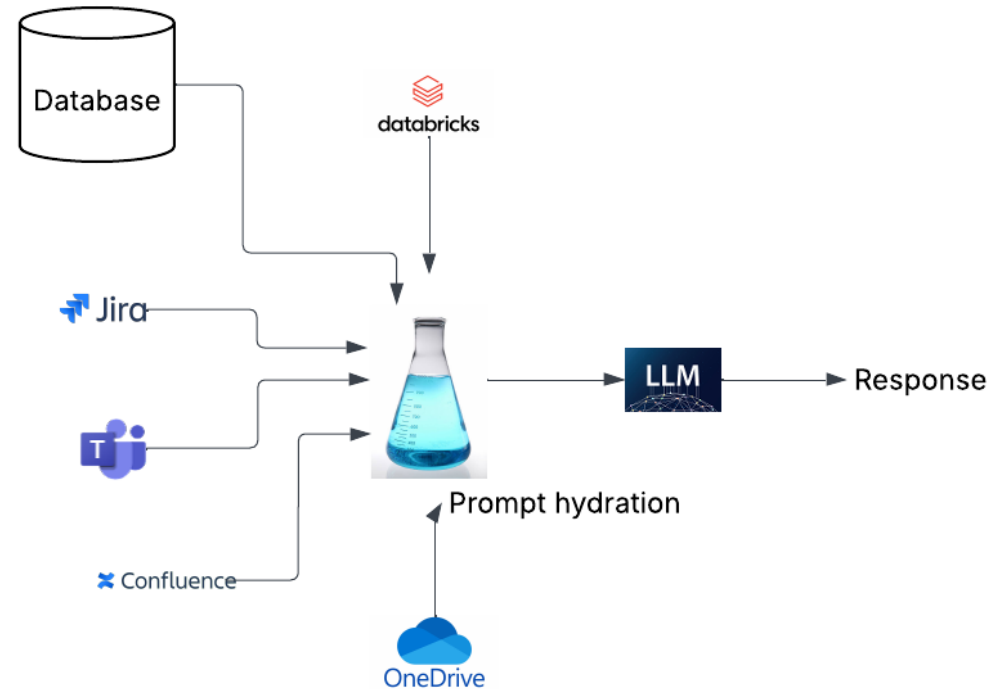 Database
databricks
Jira
T
LLM
Response
Prompt hydration
Confluence
OneDrive